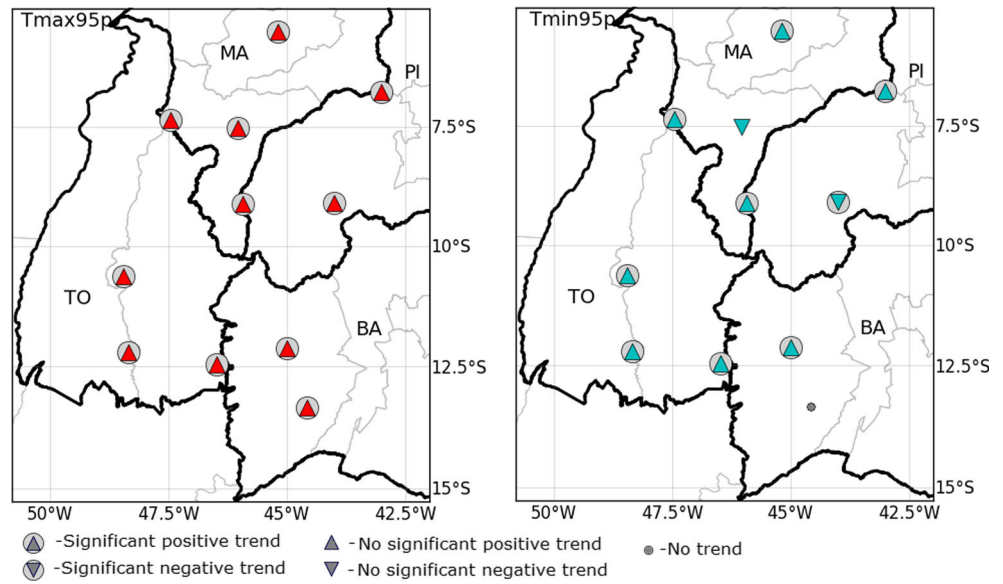 Tmax95p
MA
PI
TO
BA
7.5°S
10°S
12.5°S
15°S
50°W 47.5°W 45°W 42.5°W
Tmin95p
MA
PI
TO
BA
7.5°S
10°S
12.5°S
15°S
50°W 47.5°W 45°W 42.5°W
-Significant positive trend
-No significant positive trend
-No trend
-Significant negative trend
-No significant negative trend